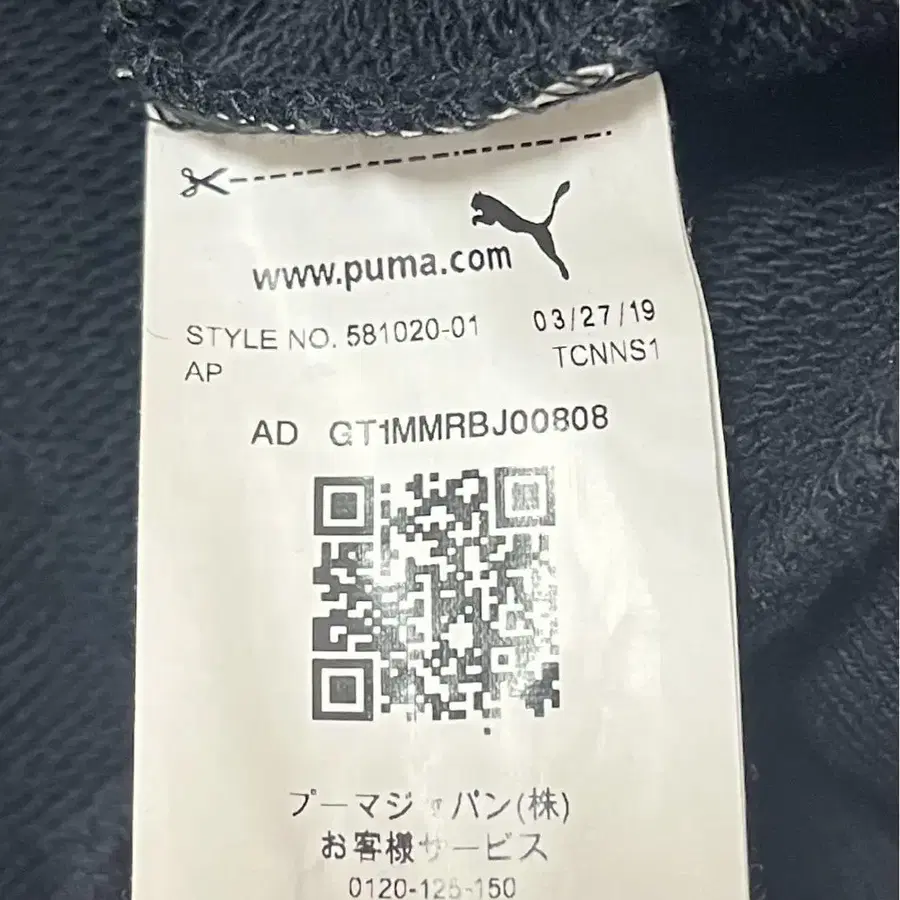 www.puma.com
STYLE NO. 581020-01 03/27/19
AP TCNNS1
AD GT1MMRBJ00808
プーマジャパン(株)
お客様サービス
0120-125-150